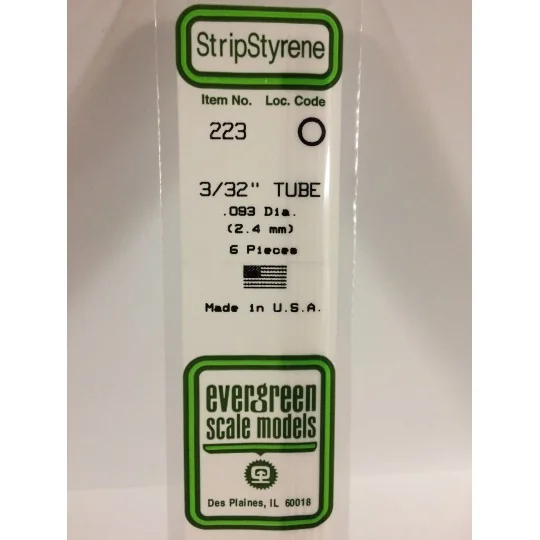 StripStyrene
Item No. Loc. Code
223
3/32" TUBE
.093 Dia.
(2.4 mm)
6 Pieces
Made in U.S.A.
evergreen
scale models
Des Plaines, IL 60018